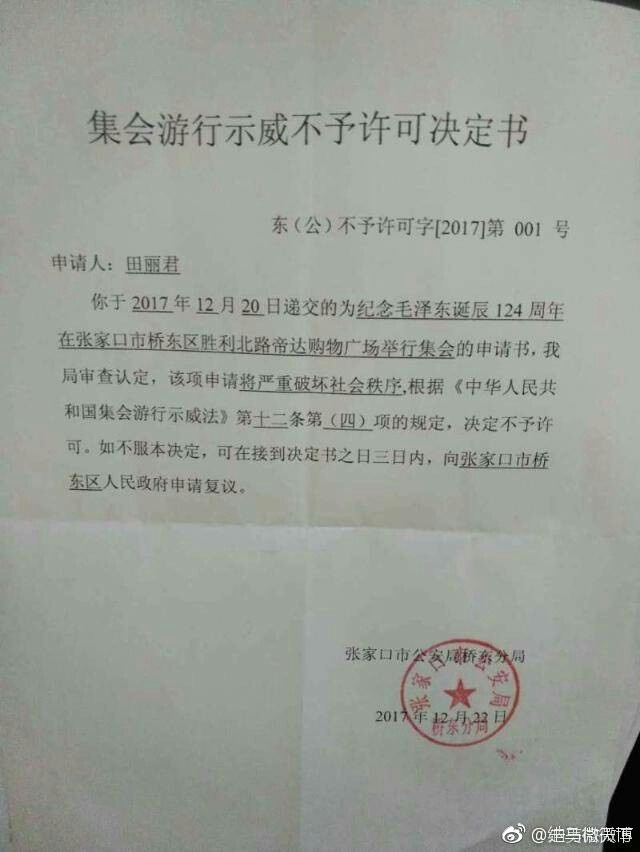 集会游行示威不予许可决定书
东（公）不予许可字[2017]第 001 号
申请人：田丽君
你于 2017 年 12 月 20 日递交的为纪念毛泽东诞辰 124 周年
在张家口市桥东区胜利北路帝达购物广场举行集会的申请书，我
局审查认定，该项申请将严重破坏社会秩序,根据《中华人民共
和国集会游行示威法》第十二条第（四）项的规定，决定不予许
可。如不服本决定，可在接到决定书之日三日内，向张家口市桥
东区人民政府申请复议。
张家口市公安局桥东分局
2017 年 12 月 22 日
张家口市公安局
桥东分局